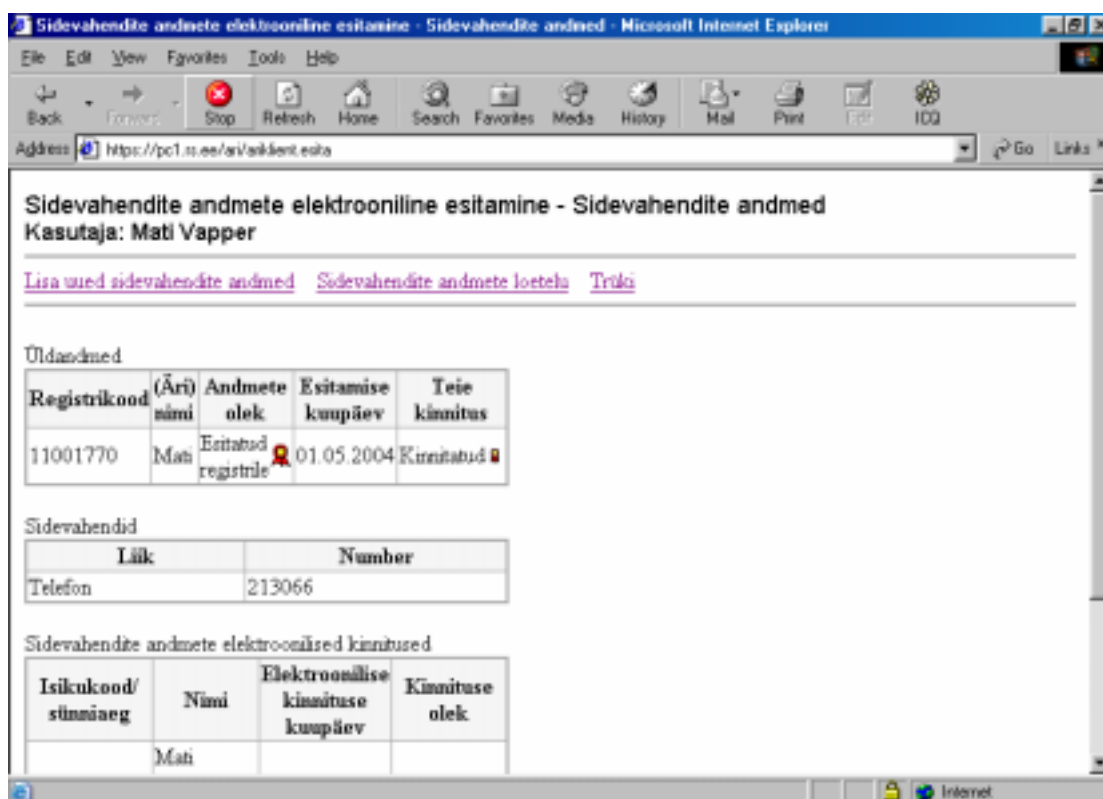 Sidevahendite andmete elektrooniline esitamine - Sidevahendite andmed - Microsoft Internet Explorer
File Edit View Favorites Tools Help
Back Forward Stop Refresh Home Search Favorites Media History Mail Print Edit ICQ
Address https://pc1.rs.ee/ari/ariklient.esita Go Links
Sidevahendite andmete elektrooniline esitamine - Sidevahendite andmed
Kasutaja: Mati Vapper
Lisa uued sidevahendite andmed Sidevahendite andmete loetelu Trüki
Üldandmed
Registrikood (Äri) nimi Andmete olek Esitamise kuupäev Teie kinnitus
11001770 Mati Esitatud registrile 01.05.2004 Kinnitatud
Sidevahendid
Liik Number
Telefon 213066
Sidevahendite andmete elektroonilised kinnitused
Isikukood/ sünniaeg Nimi Elektroonilise kinnituse kuupäev Kinnituse olek
Mati
Internet